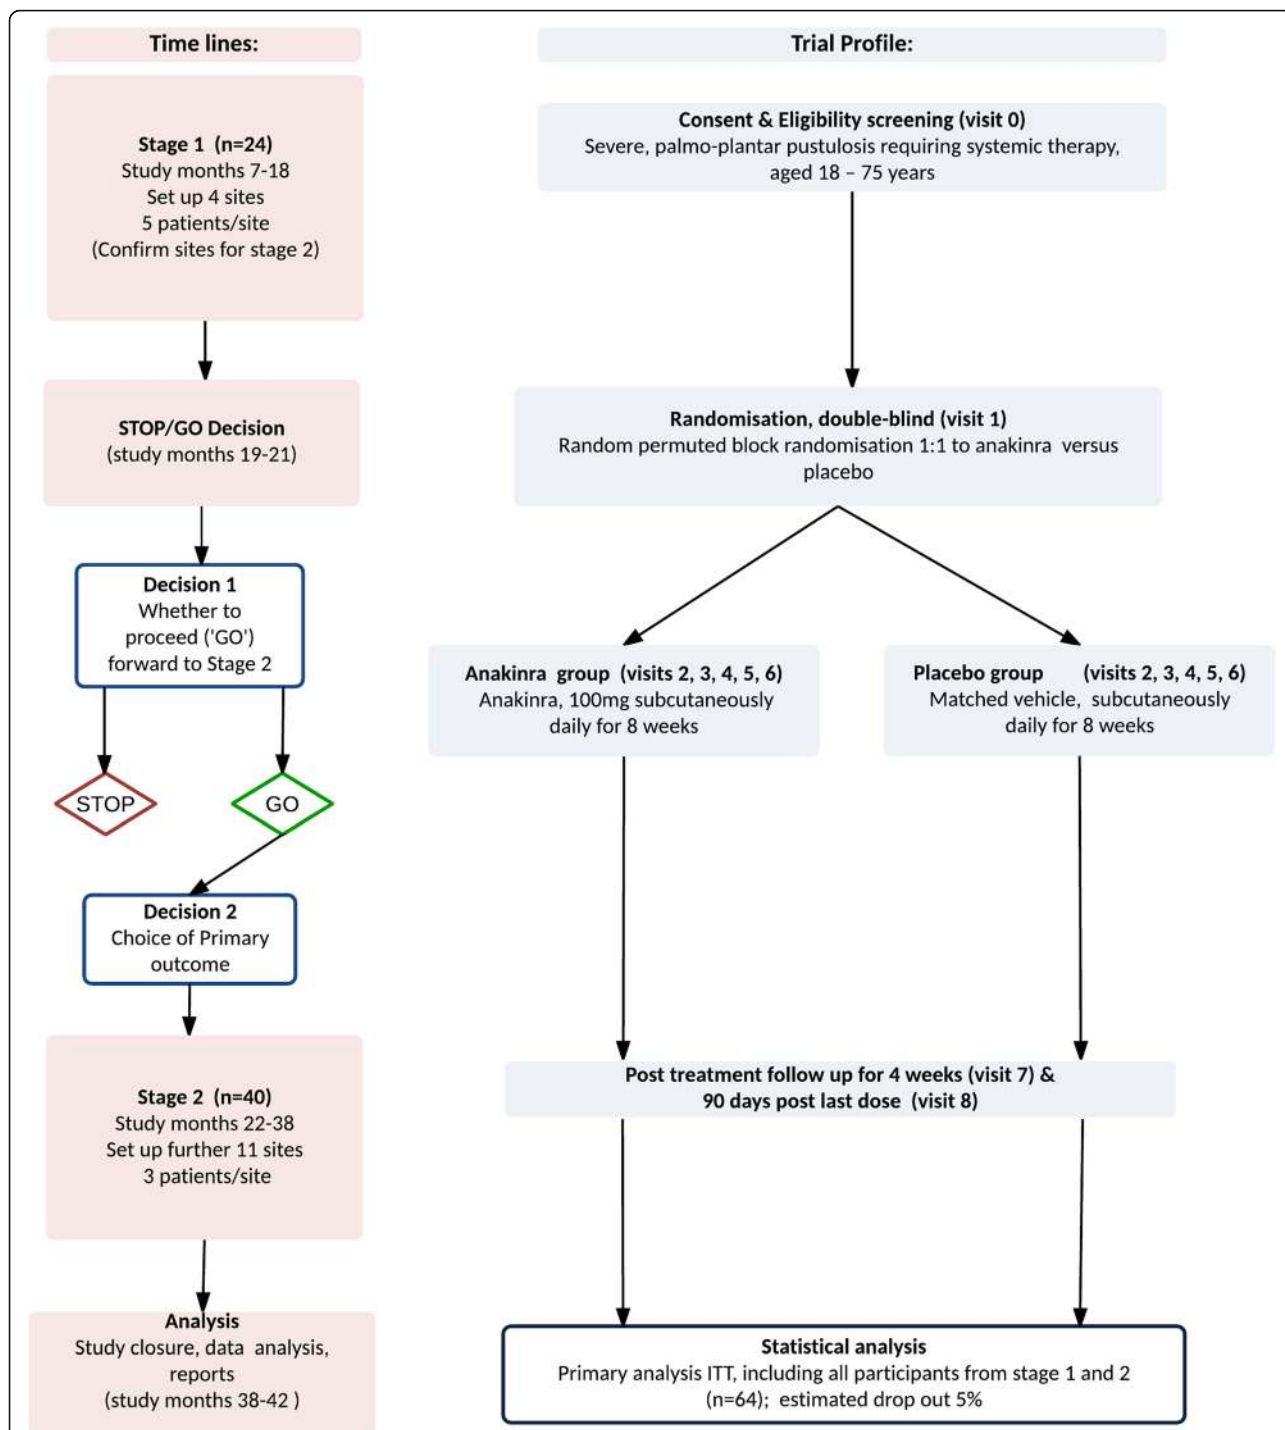 Time lines:
Stage 1 (n=24)
Study months 7-18
Set up 4 sites
5 patients/site
(Confirm sites for stage 2)
STOP/GO Decision
(study months 19-21)
Decision 1
Whether to
proceed ('GO')
forward to Stage 2
STOP
GO
Decision 2
Choice of Primary
outcome
Stage 2 (n=40)
Study months 22-38
Set up further 11 sites
3 patients/site
Analysis
Study closure, data analysis,
reports
(study months 38-42 )
Trial Profile:
Consent & Eligibility screening (visit 0)
Severe, palmo-plantar pustulosis requiring systemic therapy,
aged 18 – 75 years
Randomisation, double-blind (visit 1)
Random permuted block randomisation 1:1 to anakinra versus
placebo
Anakinra group (visits 2, 3, 4, 5, 6)
Anakinra, 100mg subcutaneously
daily for 8 weeks
Placebo group (visits 2, 3, 4, 5, 6)
Matched vehicle, subcutaneously
daily for 8 weeks
Post treatment follow up for 4 weeks (visit 7) &
90 days post last dose (visit 8)
Statistical analysis
Primary analysis ITT, including all participants from stage 1 and 2
(n=64); estimated drop out 5%